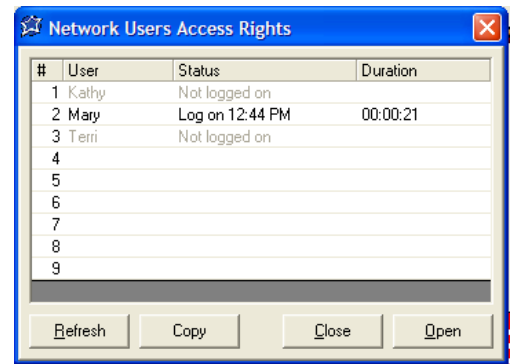 Network Users Access Rights
# User Status Duration
1 Kathy Not logged on
2 Mary Log on 12:44 PM 00:00:21
3 Terri Not logged on
4
5
6
7
8
9
Refresh Copy Close Open